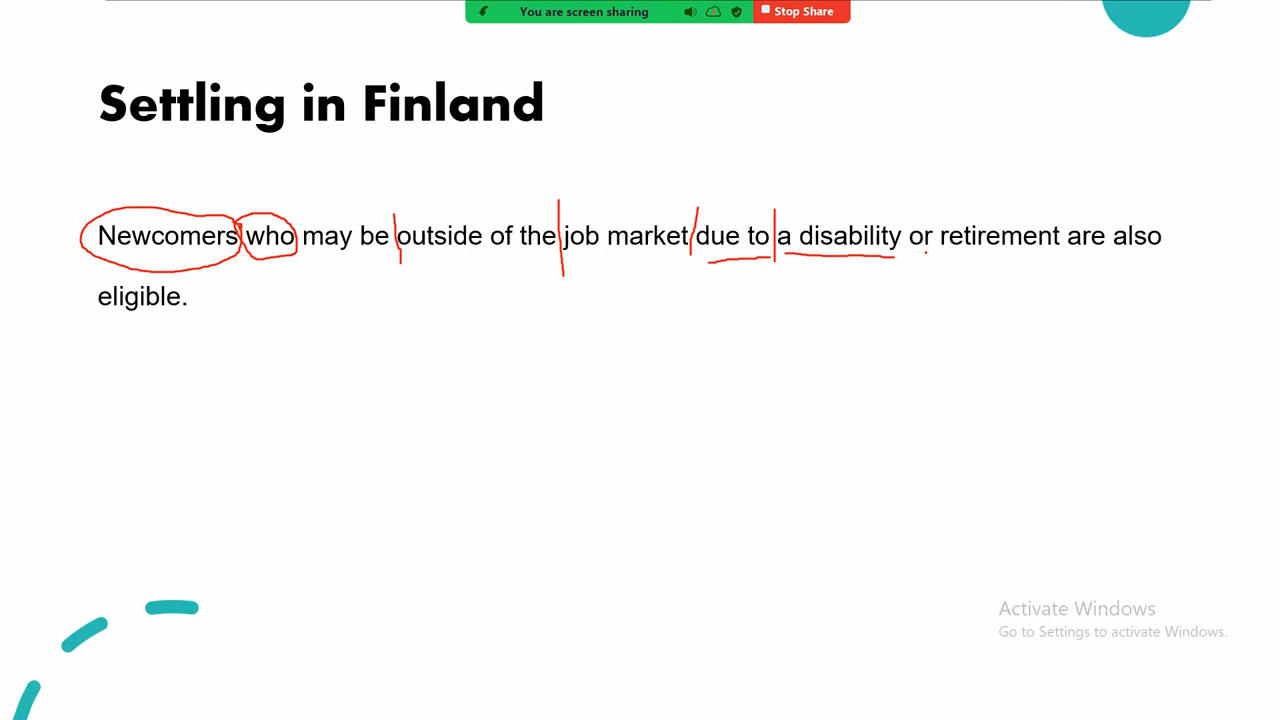 You are screen sharing
Stop Share
Settling in Finland
Newcomers who may be outside of the job market due to a disability or retirement are also
eligible.
Activate Windows
Go to Settings to activate Windows.